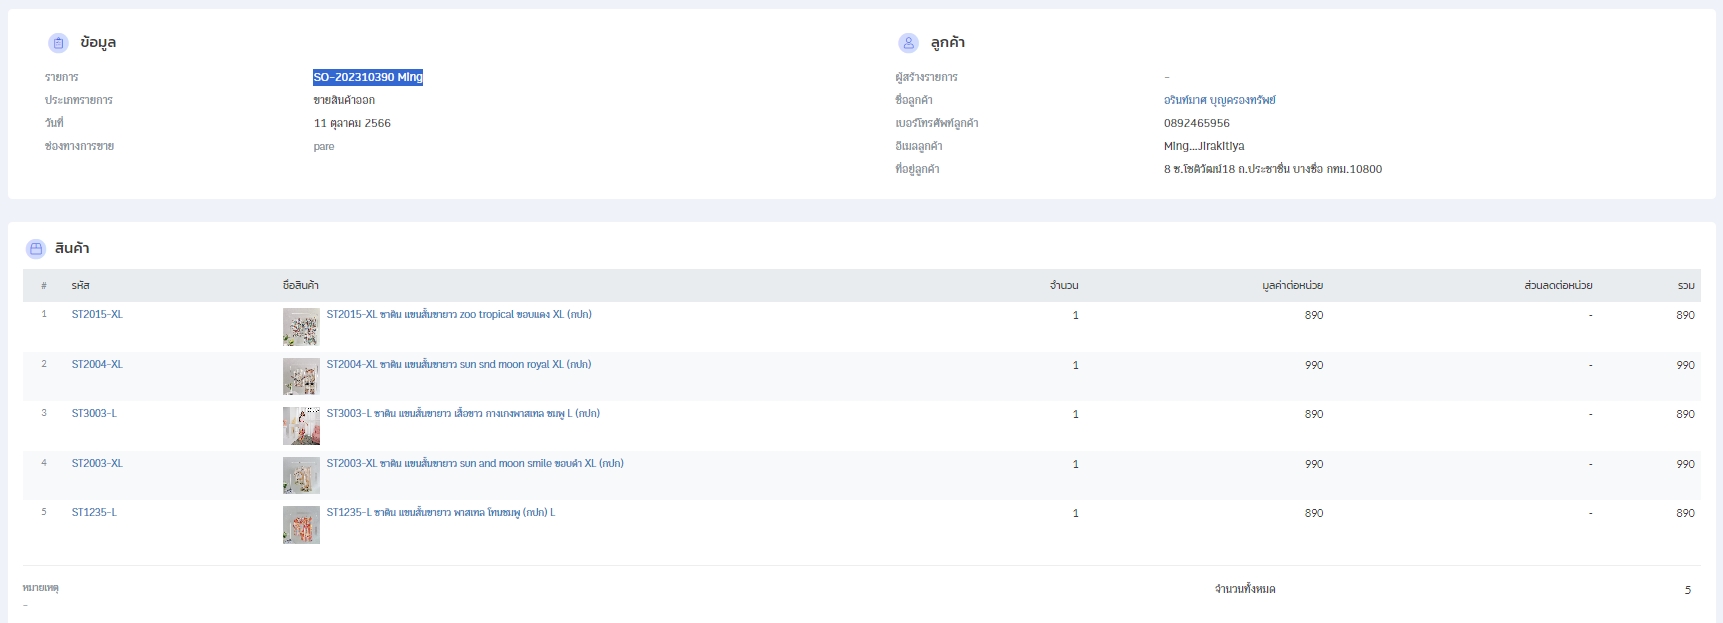 ข้อมูล
รายการ SO-202310390 Ming
ประเภทรายการ ขายสินค้าออก
วันที่ 11 ตุลาคม 2566
ช่องทางการขาย pare
ลูกค้า
ผู้สร้างรายการ -
ชื่อลูกค้า อรินท์มาศ บุญครองทรัพย์
เบอร์โทรศัพท์ลูกค้า 0892465956
อีเมลลูกค้า Ming...Jirakitiya
ที่อยู่ลูกค้า 8 ซ.โชติวัฒน์18 ถ.ประชาชื่น บางซื่อ กทม.10800
สินค้า
# รหัส ชื่อสินค้า จำนวน มูลค่าต่อหน่วย ส่วนลดต่อหน่วย รวม
1 ST2015-XL ST2015-XL ซาติน แขนสั้นขายาว zoo tropical ขอบแดง XL (กปก) 1 890 - 890
2 ST2004-XL ST2004-XL ซาติน แขนสั้นขายาว sun snd moon royal XL (กปก) 1 990 - 990
3 ST3003-L ST3003-L ซาติน แขนสั้นขายาว เสื้อขาว กางเกงพาสเทล ชมพู L (กปก) 1 890 - 890
4 ST2003-XL ST2003-XL ซาติน แขนสั้นขายาว sun and moon smile ขอบดำ XL (กปก) 1 990 - 990
5 ST1235-L ST1235-L ซาติน แขนสั้นขายาว พาสเทล โทนชมพู (กปก) L 1 890 - 890
หมายเหตุ
-
จำนวนทั้งหมด 5